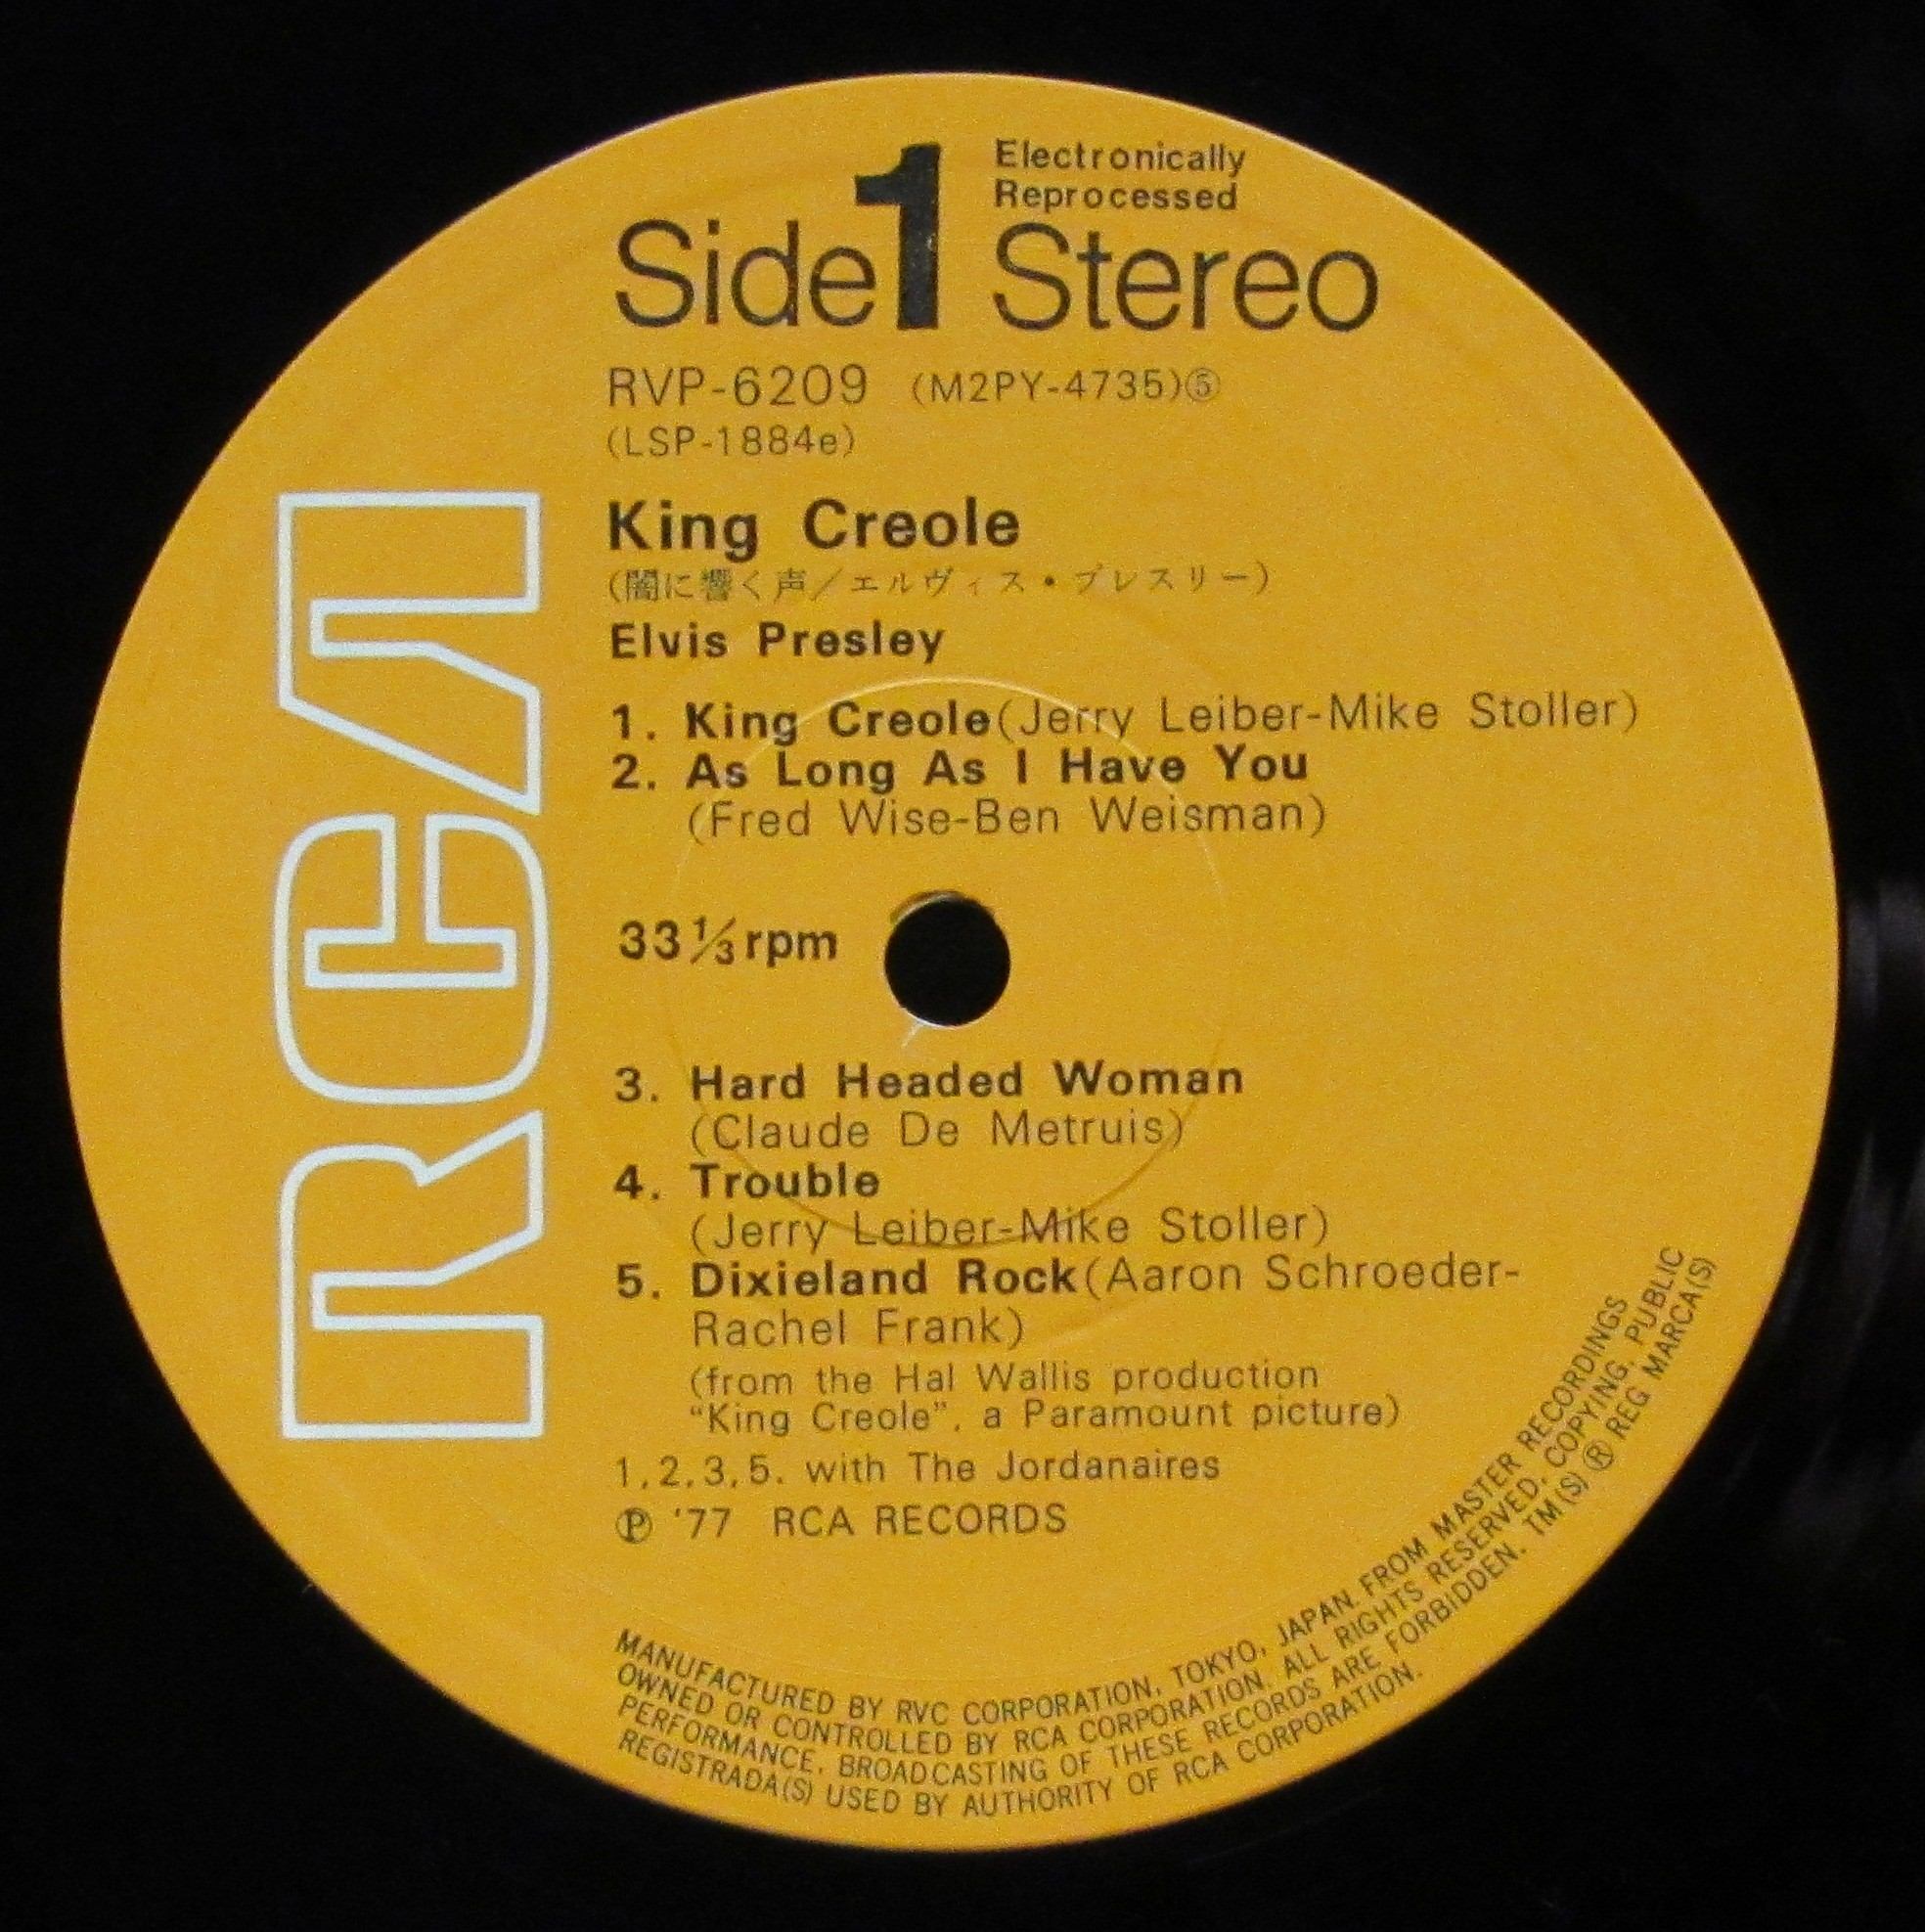 Electronically
Reprocessed
Side 1 Stereo
RVP-6209 (M2PY-4735)⑤
(LSP-1884e)
RCA
King Creole
(闇に響く声／エルヴィス・プレスリー)
Elvis Presley
1. King Creole(Jerry Leiber-Mike Stoller)
2. As Long As I Have You
(Fred Wise-Ben Weisman)
33⅓rpm
3. Hard Headed Woman
(Claude De Metruis)
4. Trouble
(Jerry Leiber-Mike Stoller)
5. Dixieland Rock(Aaron Schroeder-
Rachel Frank)
(from the Hal Wallis production
“King Creole”, a Paramount picture)
1,2,3,5. with The Jordanaires
Ⓟ '77 RCA RECORDS
MANUFACTURED BY RVC CORPORATION, TOKYO, JAPAN. FROM MASTER RECORDINGS
OWNED OR CONTROLLED BY RCA CORPORATION. ALL RIGHTS RESERVED. COPYING, PUBLIC
PERFORMANCE, BROADCASTING OF THESE RECORDS ARE FORBIDDEN. TM(S) ® REG MARCA(S)
REGISTRADA(S) USED BY AUTHORITY OF RCA CORPORATION.